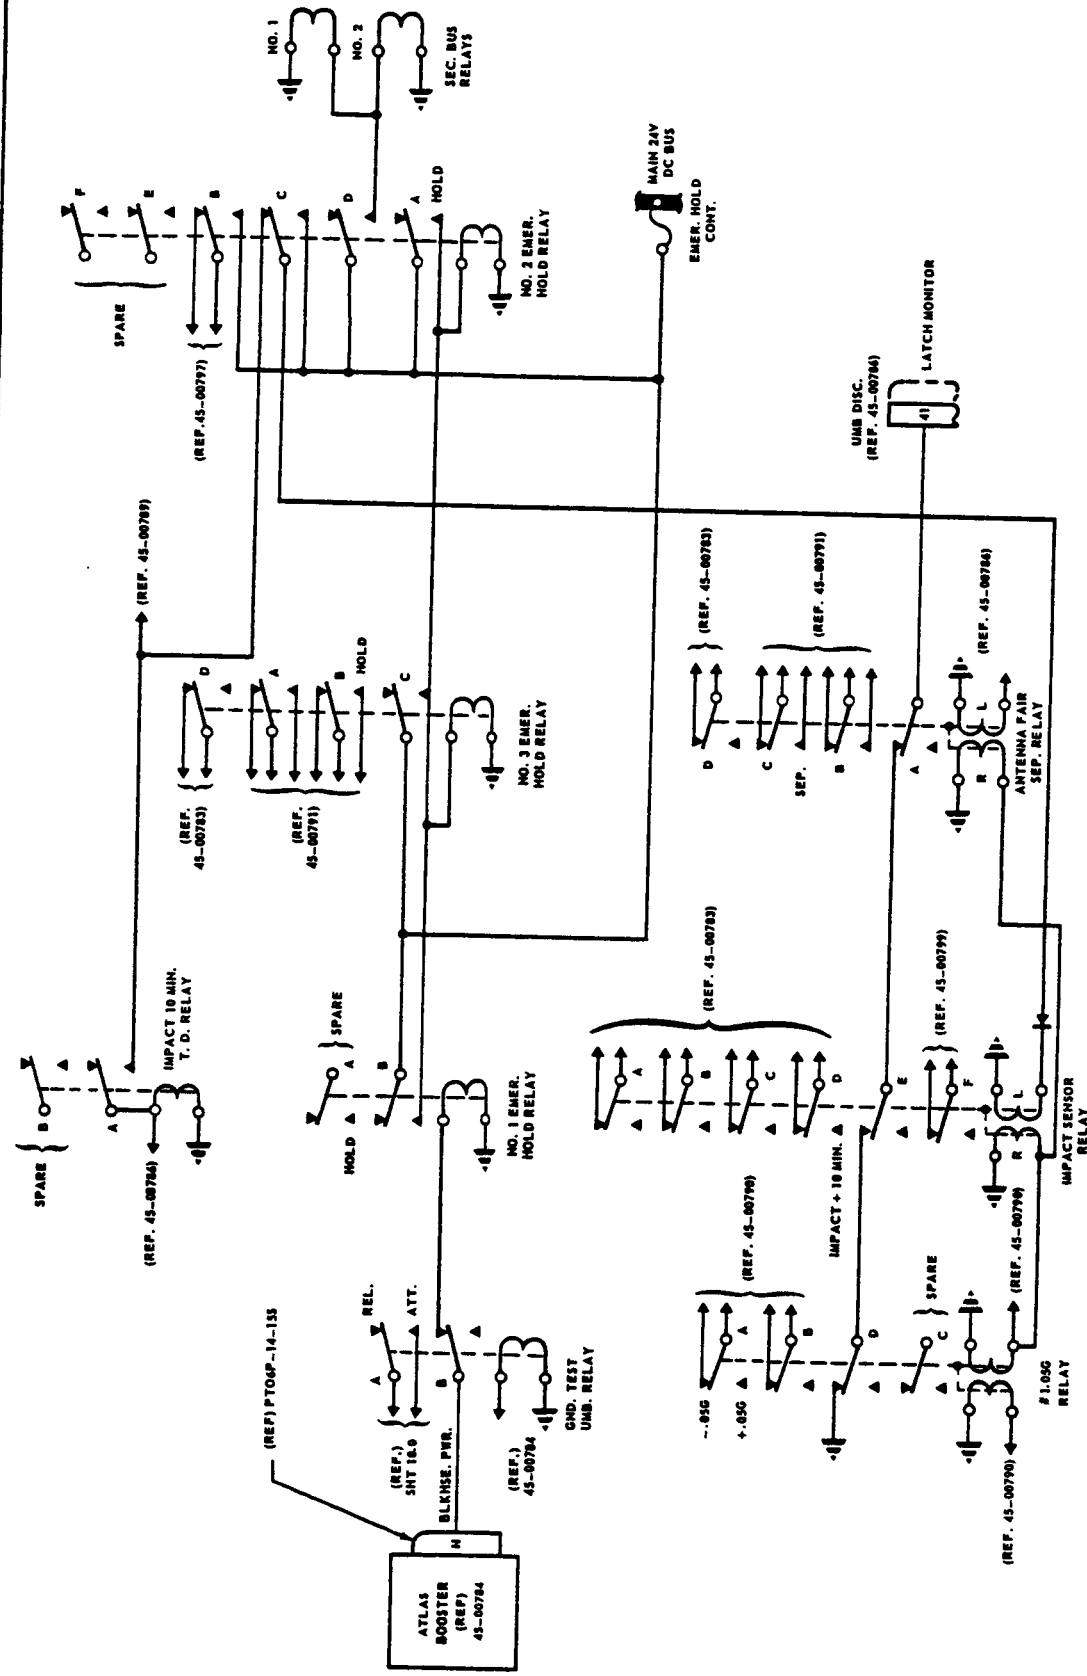 NO. 1
NO. 2
SEC. BUS
RELAYS
F
E
B
C
D
A
HOLD
SPARE
(REF. 45-00797)
NO. 2 EMER.
HOLD RELAY
MAIN 24V
DC BUS
EMER. HOLD
CONT.
UMB DISC.
(REF. 45-00786)
41
LATCH MONITOR
(REF. 45-00789)
D
A
B
HOLD
C
(REF.
45-00783)
(REF.
45-00791)
NO. 3 EMER.
HOLD RELAY
(REF. 45-00783)
(REF. 45-00791)
(REF. 45-00786)
D
C
SEP.
B
A
R
L
ANTENNA FAIR
SEP. RELAY
SPARE
B
A
IMPACT 10 MIN.
T. D. RELAY
(REF. 45-00786)
SPARE
A
B
HOLD
NO. 1 EMER.
HOLD RELAY
(REF. 45-00783)
A
B
C
D
IMPACT + 10 MIN.
E
(REF. 45-00799)
F
R
L
IMPACT SENSOR
RELAY
(REF) PTO6P-14-15S
REL.
ATT.
A
(REF.)
SHT 18.0
B
BLKHSE. PWR.
(REF.)
45-00784
GND. TEST
UMB. RELAY
ATLAS
BOOSTER
(REF)
45-00784
N
(REF. 45-00790)
-.05G
+.05G
A
B
D
SPARE
C
(REF. 45-00790)
(REF. 45-00790)
#1.05G
RELAY